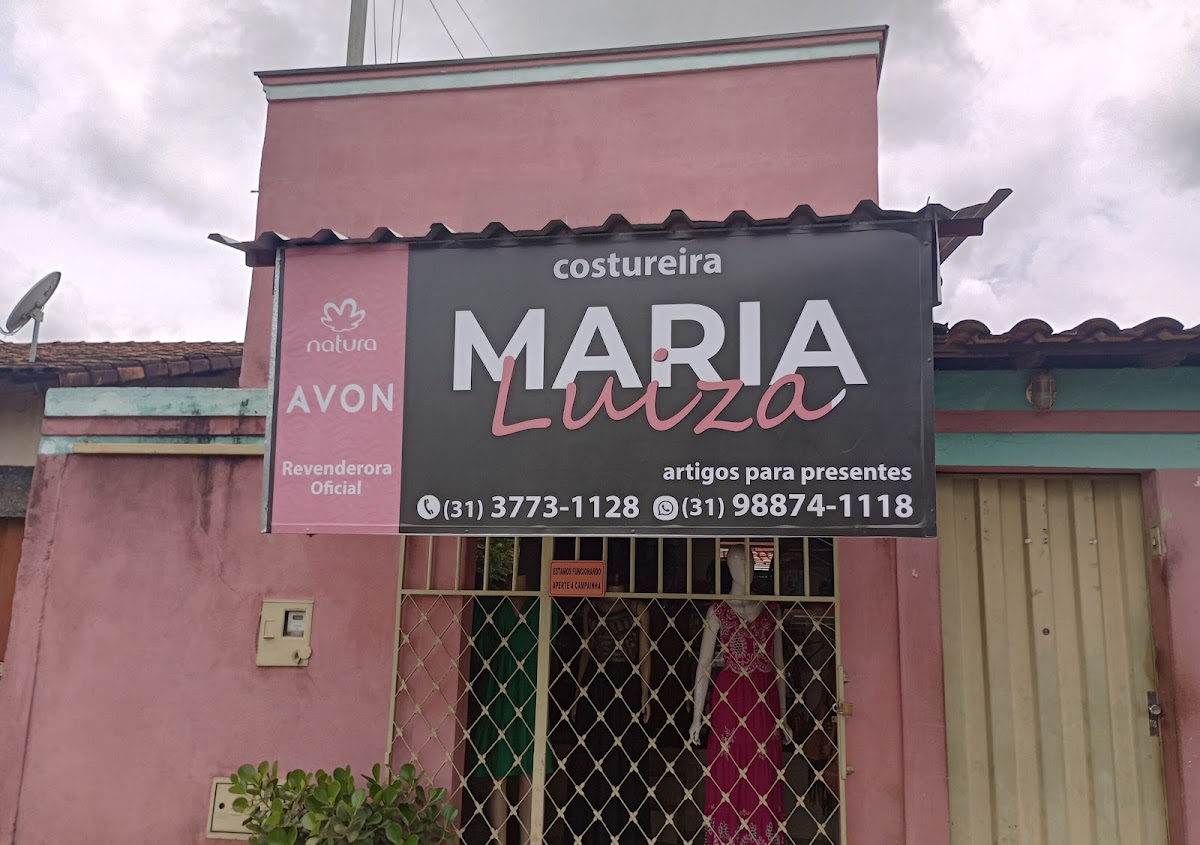 costureira
MARIA
Luiza
natura
AVON
Revenderora
Oficial
artigos para presentes
(31) 3773-1128 (31) 98874-1118
ESTAMOS FUNCIONANDO
APERTE A CAMPAINHA